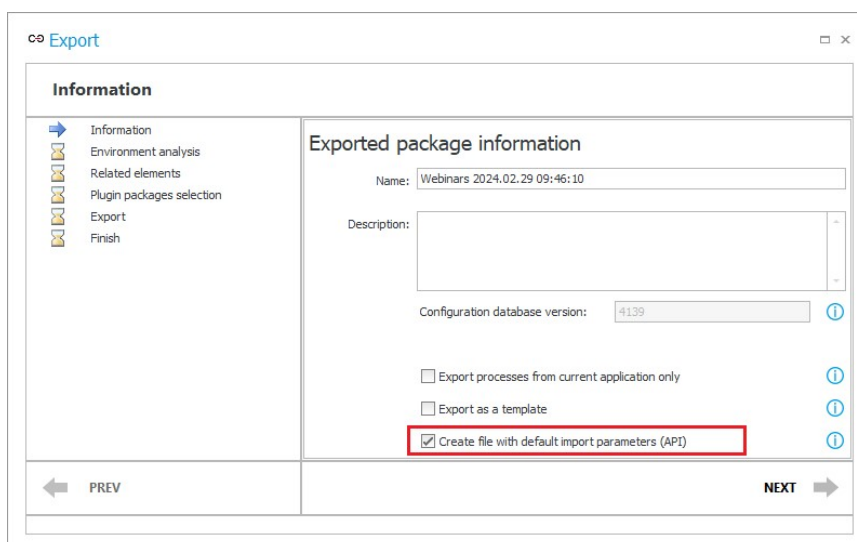 Export
Information
Information
Environment analysis
Related elements
Plugin packages selection
Export
Finish
Exported package information
Name: Webinars 2024.02.29 09:46:10
Description:
Configuration database version: 4139
Export processes from current application only
Export as a template
Create file with default import parameters (API)
PREV
NEXT